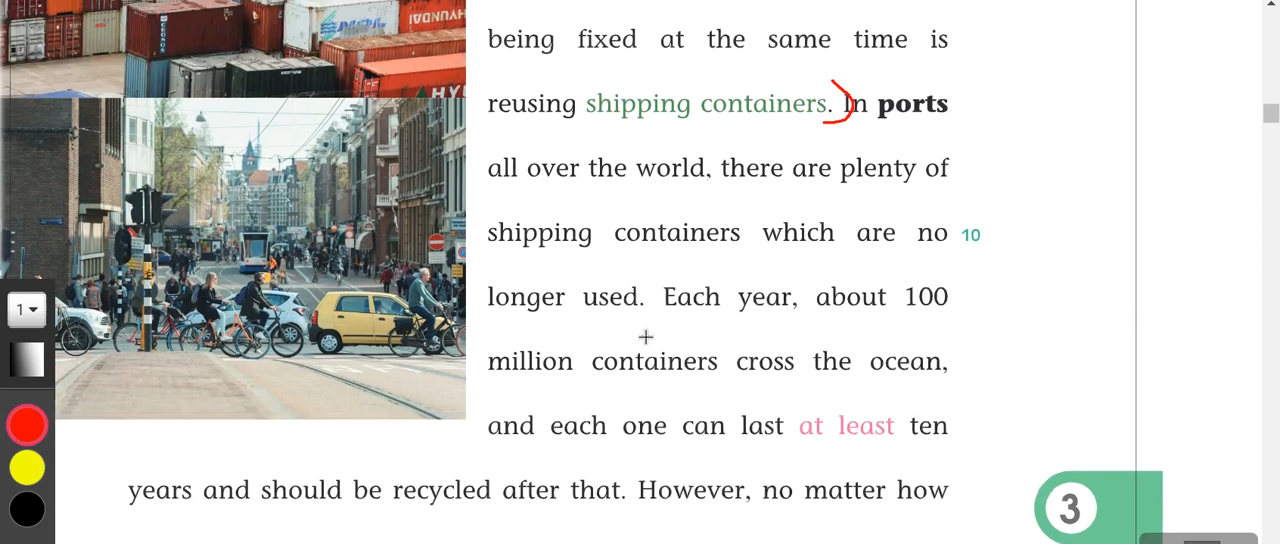 HYUNDAI
HYU
being fixed at the same time is
reusing shipping containers. In ports
all over the world, there are plenty of
shipping containers which are no 10
longer used. Each year, about 100
million containers cross the ocean,
and each one can last at least ten
years and should be recycled after that. However, no matter how
1
3